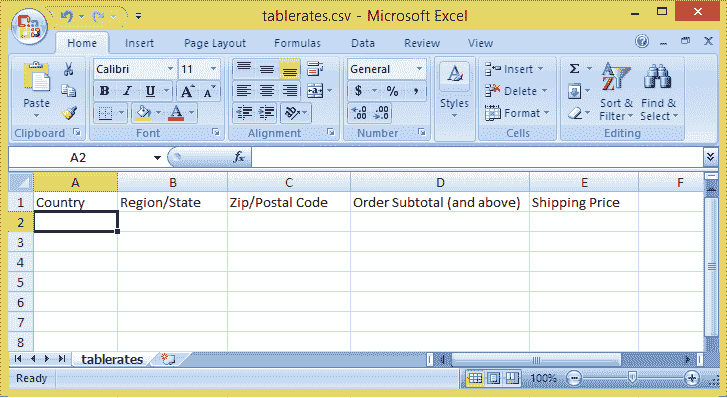 tablerates.csv - Microsoft Excel
Home Insert Page Layout Formulas Data Review View
Calibri 11 General Insert
Paste B I U A A $ % , Styles Delete Sort & Find &
A .00 .0 Format Filter Select
Clipboard Font Alignment Number Cells Editing
A2 fx
A B C D E F
1 Country Region/State Zip/Postal Code Order Subtotal (and above) Shipping Price
2
3
4
5
6
7
8
tablerates
Ready 100%